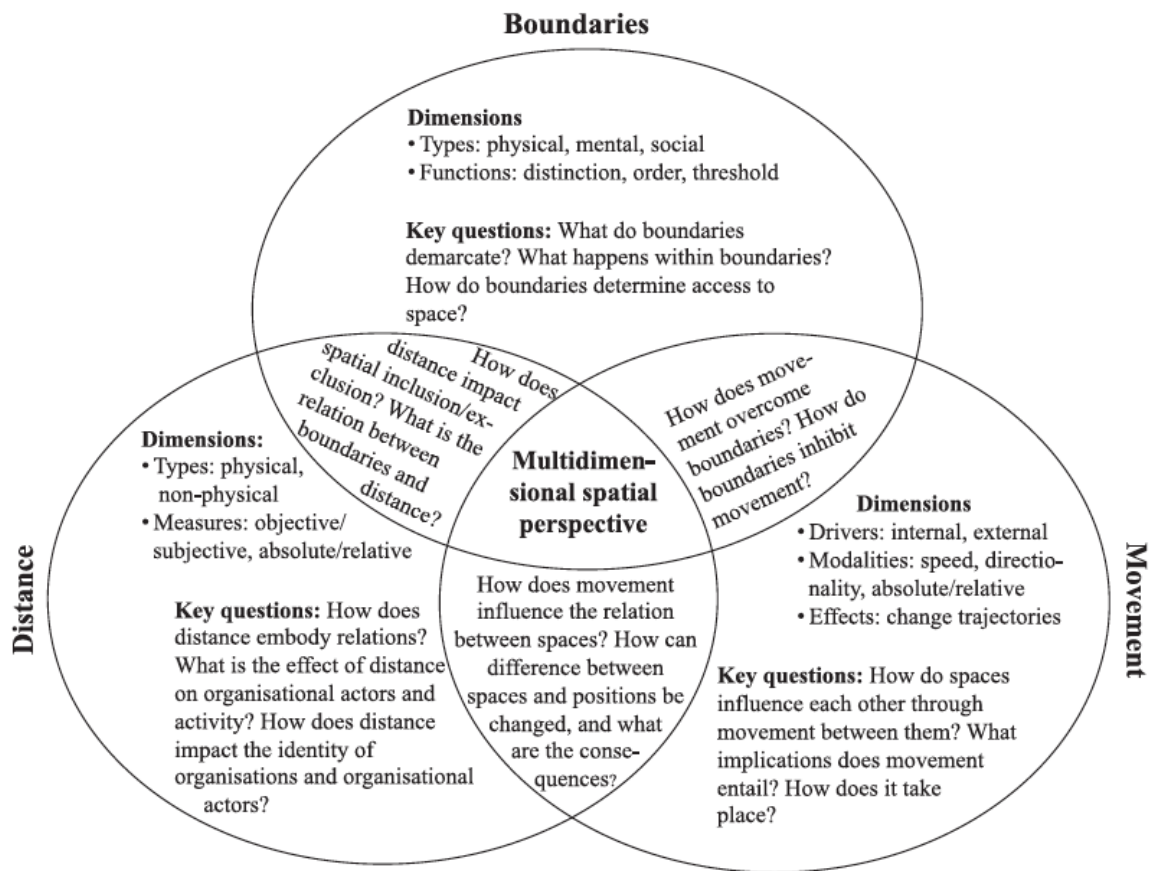 Boundaries
Dimensions
• Types: physical, mental, social
• Functions: distinction, order, threshold
Key questions: What do boundaries
demarcate? What happens within boundaries?
How do boundaries determine access to
space?
How does
distance impact
spatial inclusion/ex-
clusion? What is the
relation between
boundaries and
distance?
How does move-
ment overcome
boundaries? How do
boundaries inhibit
movement?
Multidimen-
sional spatial
perspective
Distance
Dimensions:
• Types: physical,
non-physical
• Measures: objective/
subjective, absolute/relative
Key questions: How does
distance embody relations?
What is the effect of distance
on organisational actors and
activity? How does distance
impact the identity of
organisations and organisational
actors?
How does movement
influence the relation
between spaces? How can
difference between
spaces and positions be
changed, and what
are the conse-
quences?
Movement
Dimensions
• Drivers: internal, external
• Modalities: speed, directio-
nality, absolute/relative
• Effects: change trajectories
Key questions: How do spaces
influence each other through
movement between them? What
implications does movement
entail? How does it take
place?